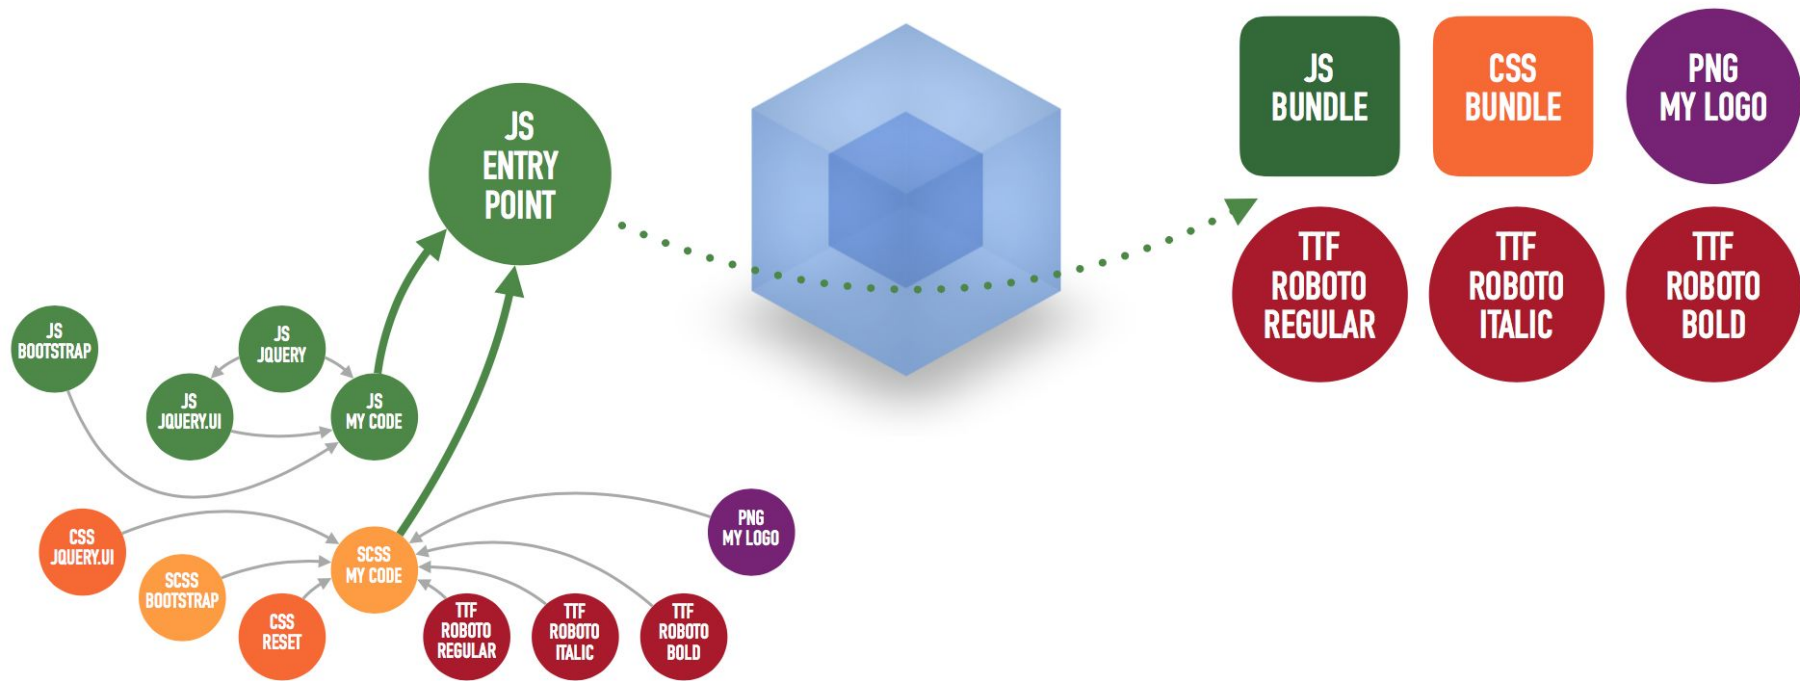 JS
ENTRY
POINT
JS
BOOTSTRAP
JS
JQUERY
JS
JQUERY.UI
JS
MY CODE
CSS
JQUERY.UI
SCSS
BOOTSTRAP
CSS
RESET
SCSS
MY CODE
TTF
ROBOTO
REGULAR
TTF
ROBOTO
ITALIC
TTF
ROBOTO
BOLD
PNG
MY LOGO
JS
BUNDLE
CSS
BUNDLE
PNG
MY LOGO
TTF
ROBOTO
REGULAR
TTF
ROBOTO
ITALIC
TTF
ROBOTO
BOLD